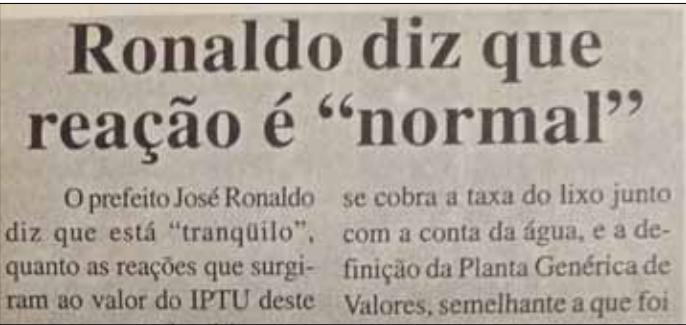 Ronaldo diz que
reação é “normal”
O prefeito José Ronaldo
diz que está “tranqüilo”,
quanto as reações que surgi-
ram ao valor do IPTU deste
se cobra a taxa do lixo junto
com a conta da água, e a de-
finição da Planta Genérica de
Valores, semelhante a que foi